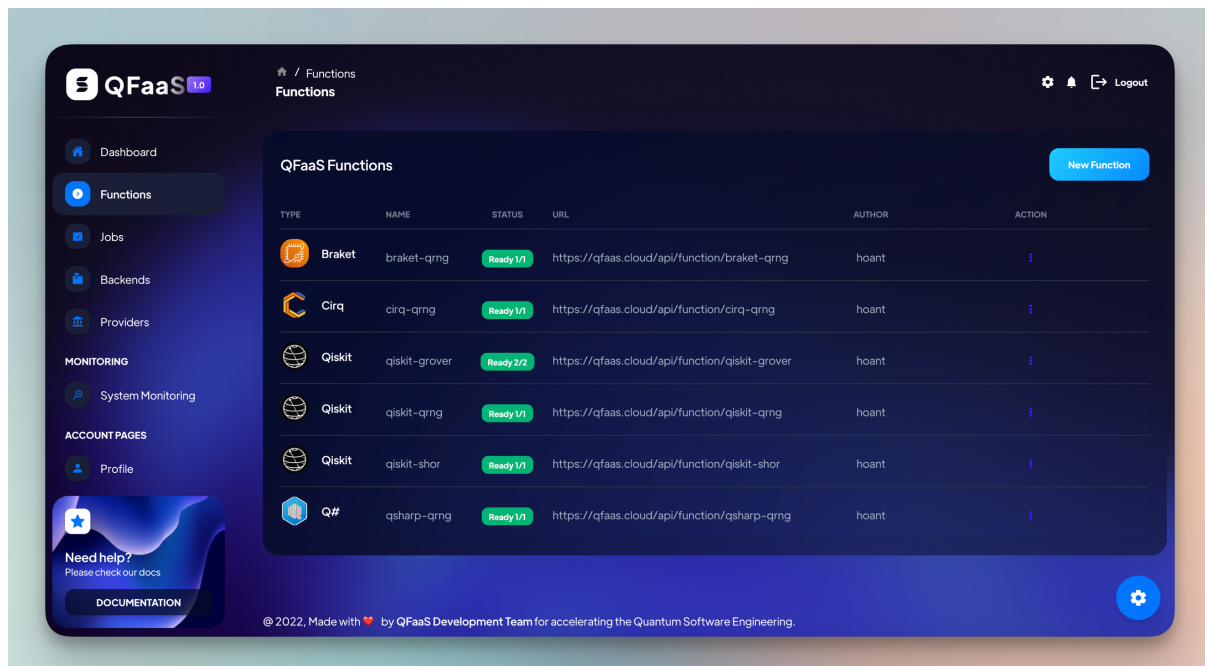 QFaaS 1.0
/ Functions
Functions
Logout
Dashboard
Functions
Jobs
Backends
Providers
MONITORING
System Monitoring
ACCOUNT PAGES
Profile
Need help?
Please check our docs
DOCUMENTATION
QFaaS Functions
New Function
TYPE NAME STATUS URL AUTHOR ACTION
Braket braket-qrng Ready 1/1 https://qfaas.cloud/api/function/braket-qrng hoant
Cirq cirq-qrng Ready 1/1 https://qfaas.cloud/api/function/cirq-qrng hoant
Qiskit qiskit-grover Ready 2/2 https://qfaas.cloud/api/function/qiskit-grover hoant
Qiskit qiskit-qrng Ready 1/1 https://qfaas.cloud/api/function/qiskit-qrng hoant
Qiskit qiskit-shor Ready 1/1 https://qfaas.cloud/api/function/qiskit-shor hoant
Q# qsharp-qrng Ready 1/1 https://qfaas.cloud/api/function/qsharp-qrng hoant
@ 2022, Made with ❤ by QFaaS Development Team for accelerating the Quantum Software Engineering.